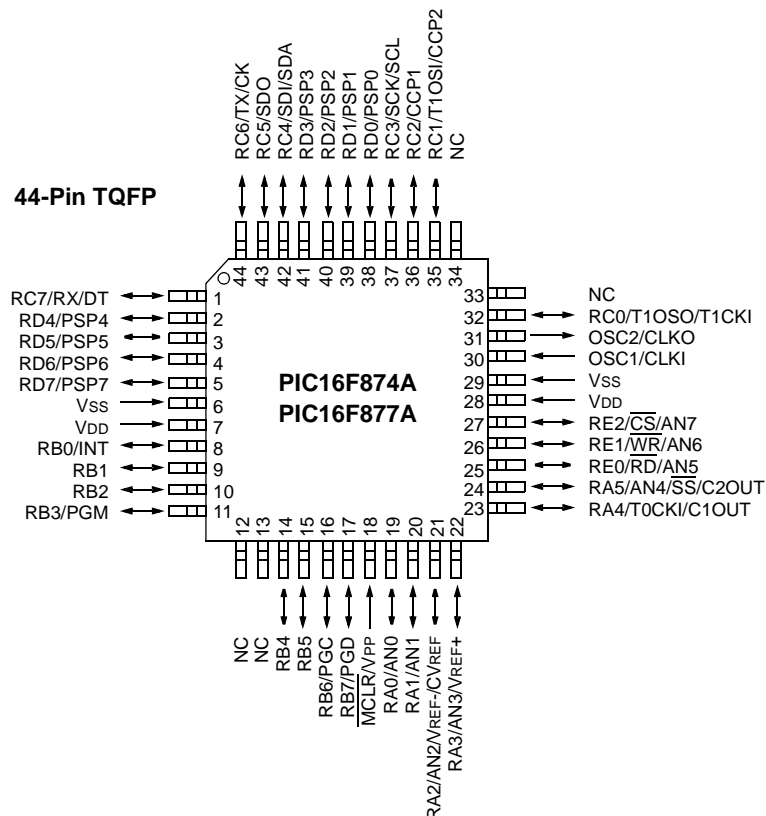 44-Pin TQFP
RC6/TX/CK
RC5/SDO
RC4/SDI/SDA
RD3/PSP3
RD2/PSP2
RD1/PSP1
RD0/PSP0
RC3/SCK/SCL
RC2/CCP1
RC1/T1OSI/CCP2
NC
44
43
42
41
40
39
38
37
36
35
34
RC7/RX/DT
1
RD4/PSP4
2
RD5/PSP5
3
RD6/PSP6
4
RD7/PSP7
5
VSS
6
VDD
7
RB0/INT
8
RB1
9
RB2
10
RB3/PGM
11
PIC16F874A
PIC16F877A
33
NC
32
RC0/T1OSO/T1CKI
31
OSC2/CLKO
30
OSC1/CLKI
29
VSS
28
VDD
27
RE2/CS/AN7
26
RE1/WR/AN6
25
RE0/RD/AN5
24
RA5/AN4/SS/C2OUT
23
RA4/T0CKI/C1OUT
12
13
14
15
16
17
18
19
20
21
22
NC
NC
RB4
RB5
RB6/PGC
RB7/PGD
MCLR/VPP
RA0/AN0
RA1/AN1
RA2/AN2/VREF-/CVREF
RA3/AN3/VREF+